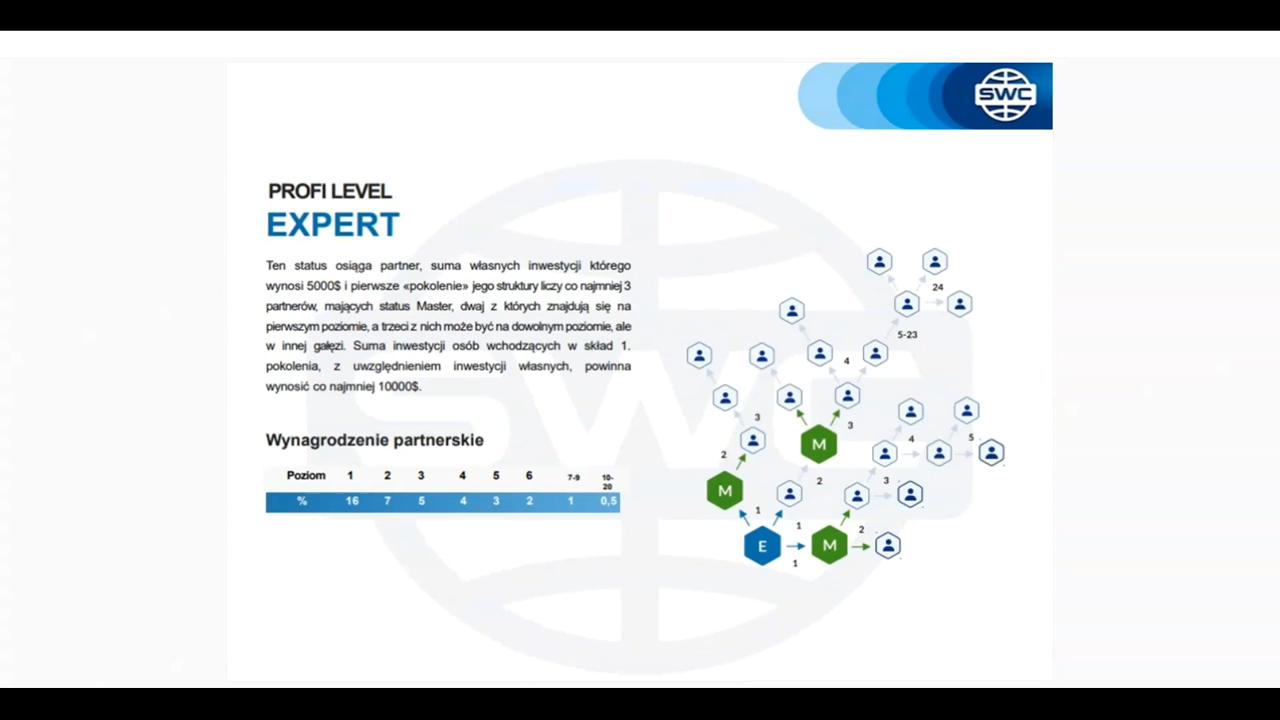 SWC
PROFI LEVEL
EXPERT
Ten status osiąga partner, suma własnych inwestycji którego
wynosi 5000$ i pierwsze «pokolenie» jego struktury liczy co najmniej 3
partnerów, mających status Master, dwaj z których znajdują się na
pierwszym poziomie, a trzeci z nich może być na dowolnym poziomie, ale
w innej gałęzi. Suma inwestycji osób wchodzących w skład 1.
pokolenia, z uwzględnieniem inwestycji własnych, powinna
wynosić co najmniej 10000$.
Wynagrodzenie partnerskie
Poziom 1 2 3 4 5 6 7-9 10-20
% 16 7 5 4 3 2 1 0,5
24
5-23
4
3
3
4
5
2
M
M
2
3
1
1
2
E
M
1
SWC